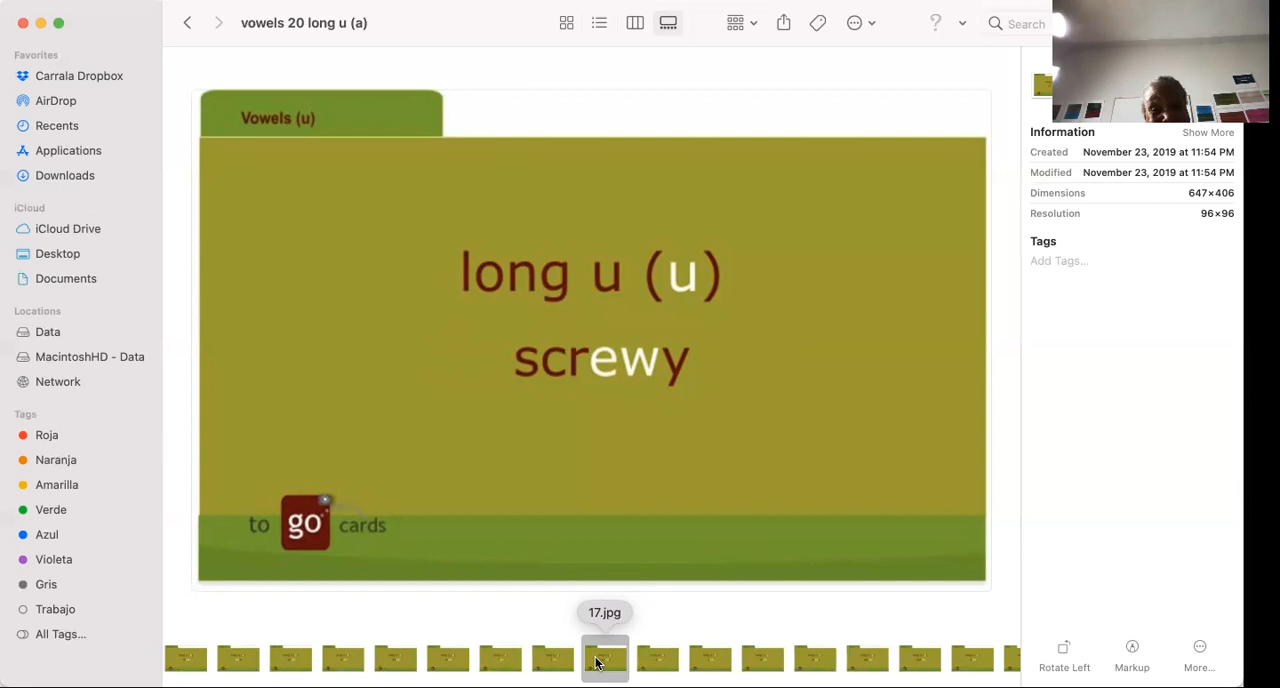 vowels 20 long u (a)
Search
Favorites
Carrala Dropbox
AirDrop
Recents
Applications
Downloads
iCloud
iCloud Drive
Desktop
Documents
Locations
Data
MacintoshHD - Data
Network
Tags
Roja
Naranja
Amarilla
Verde
Azul
Violeta
Gris
Trabajo
All Tags...
Vowels (u)
long u (u)
screwy
to go cards
17.jpg
Information
Show More
Created November 23, 2019 at 11:54 PM
Modified November 23, 2019 at 11:54 PM
Dimensions 647×406
Resolution 96×96
Tags
Add Tags...
Rotate Left
Markup
More...